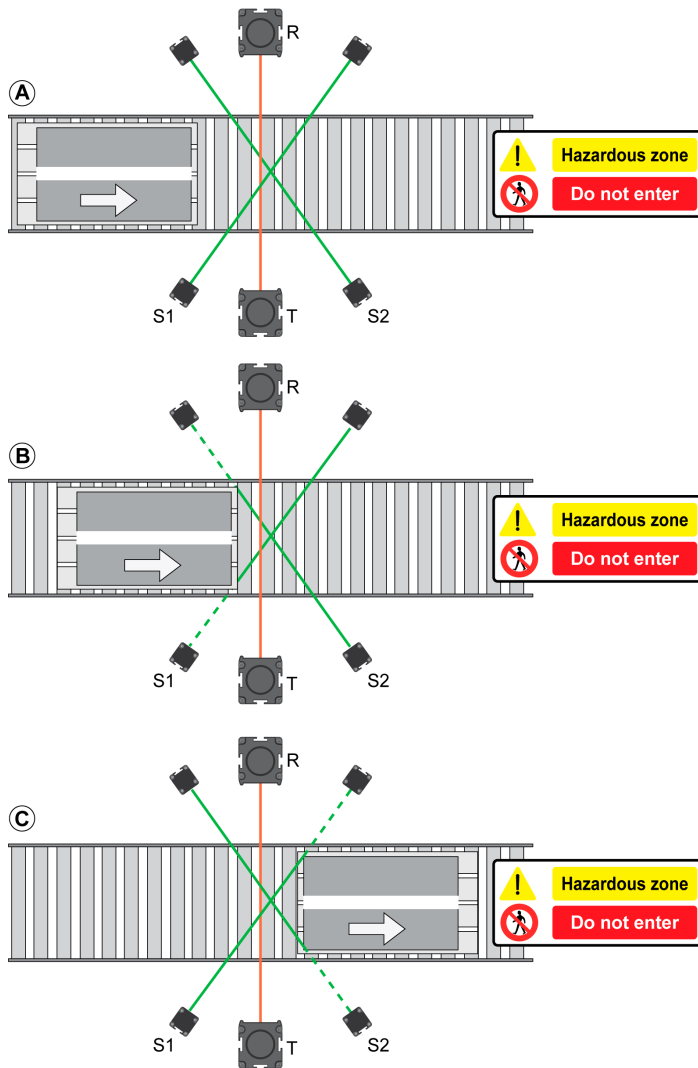 R
A
Hazardous zone
Do not enter
S1
T
S2
R
B
Hazardous zone
Do not enter
S1
T
S2
R
C
Hazardous zone
Do not enter
S1
T
S2